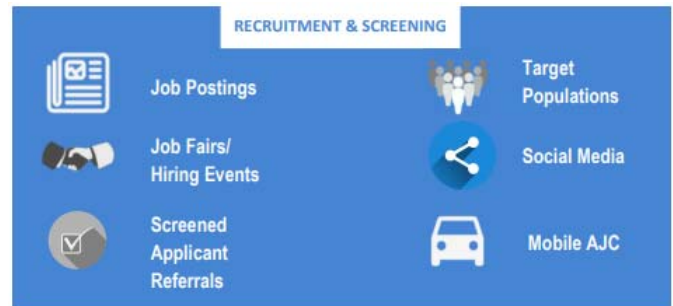 RECRUITMENT & SCREENING
Job Postings
Job Fairs/
Hiring Events
Screened
Applicant
Referrals
Target
Populations
Social Media
Mobile AJC